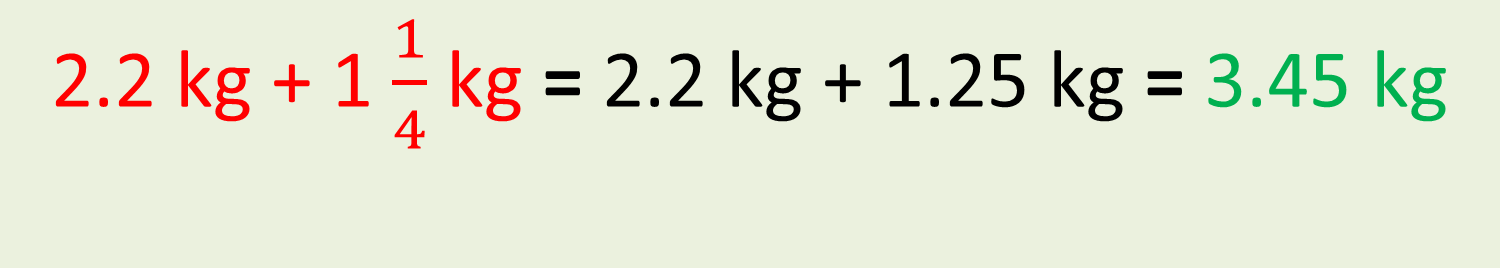 2.2 kg + 1 1/4 kg = 2.2 kg + 1.25 kg = 3.45 kg